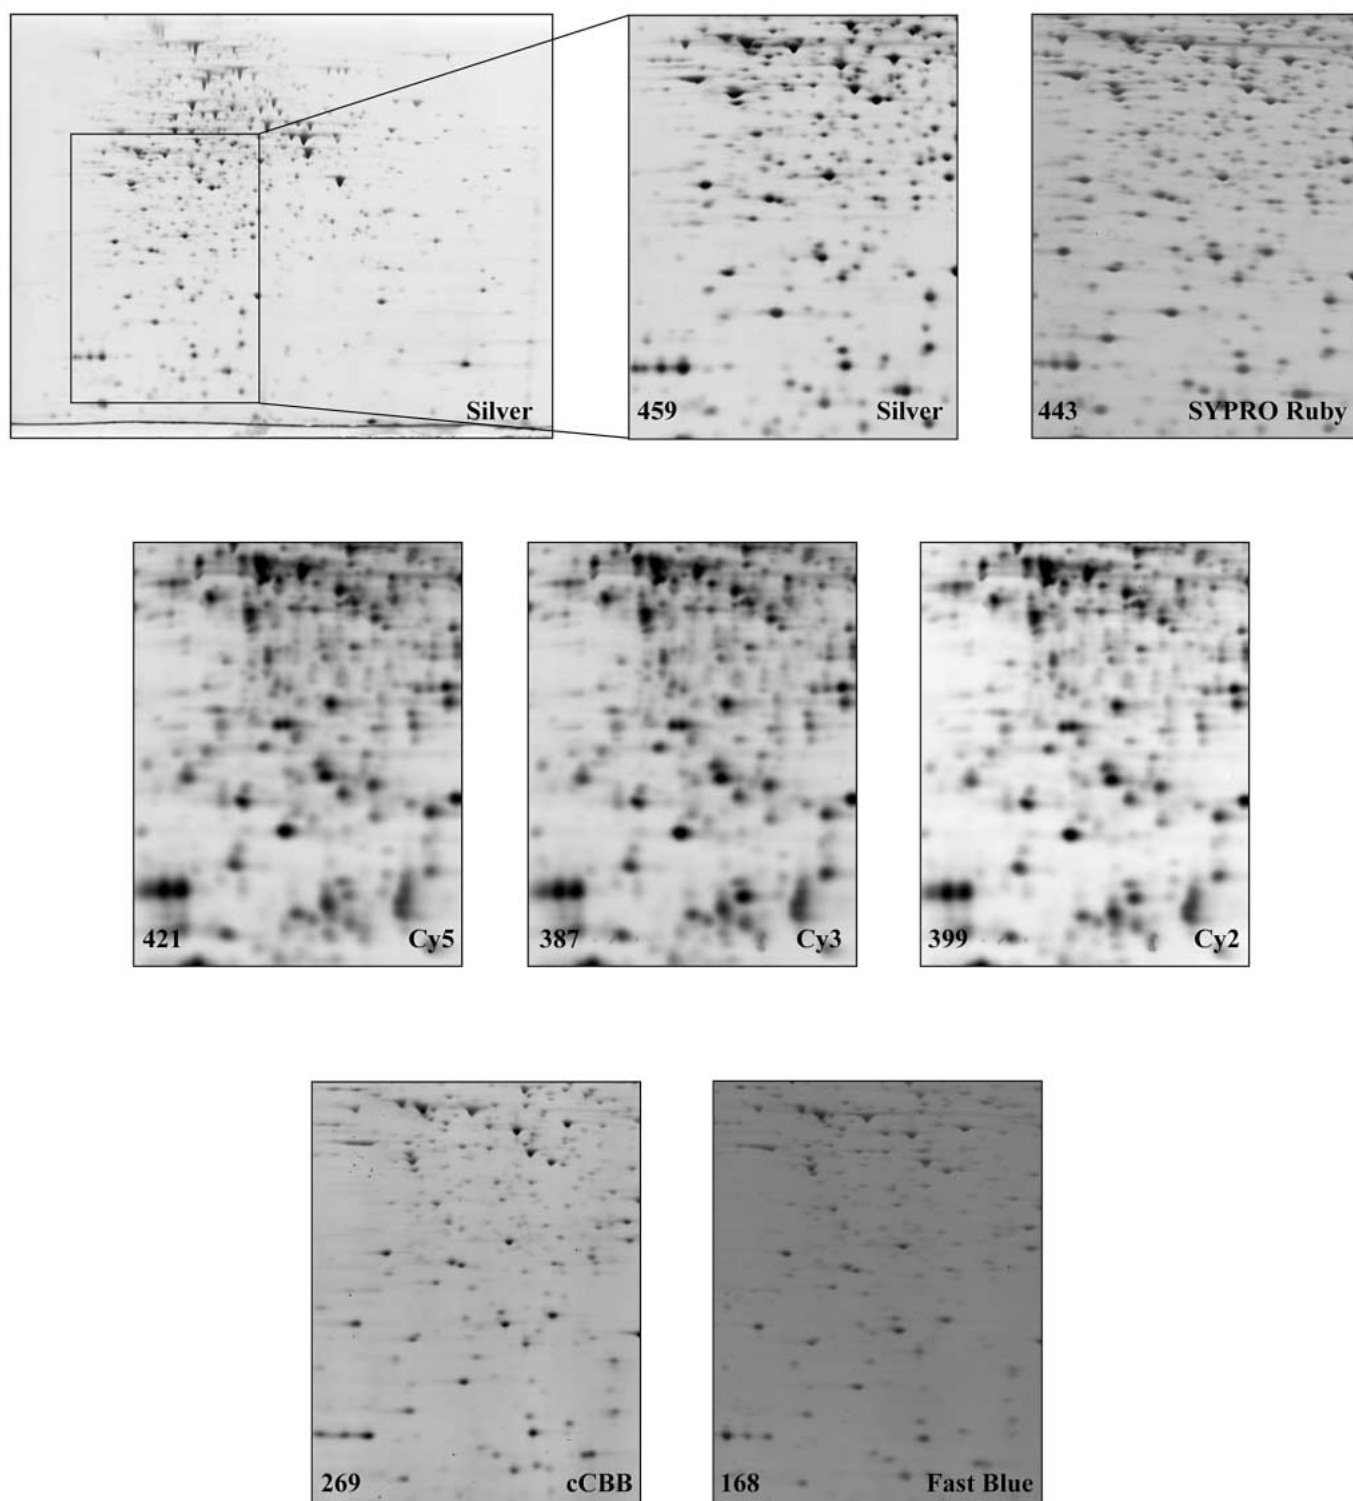 Silver
459 Silver
443 SYPRO Ruby
421 Cy5
387 Cy3
399 Cy2
269 cCBB
168 Fast Blue